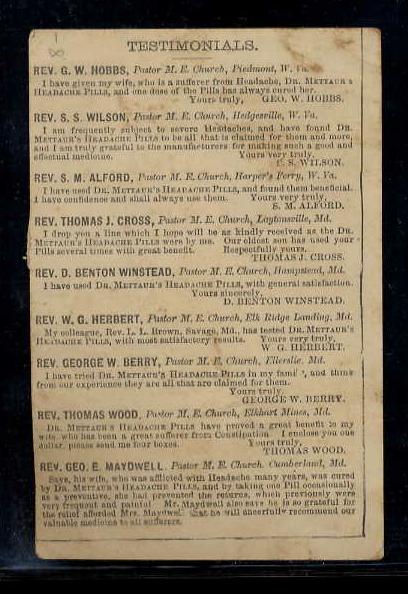 TESTIMONIALS.
REV. G. W. HOBBS, Pastor M. E. Church, Piedmont, W. Va.
I have given my wife, who is a sufferer from Headache, DR. METTAUR'S
HEADACHE PILLS, and one dose of the Pills has always cured her.
Yours truly, GEO. W. HOBBS.
REV. S. S. WILSON, Pastor M. E. Church, Hedgesville, W. Va.
I am frequently subject to severe Headaches, and have found DR.
METTAUR'S HEADACHE PILLS to be all that is claimed for them and more,
and I am truly grateful to the manufacturers for making such a good and
effectual medicine. Yours very truly,
S. S. WILSON.
REV. S. M. ALFORD, Pastor M. E. Church, Harper's Ferry, W. Va.
I have used DR. METTAUR'S HEADACHE PILLS, and found them beneficial.
I have confidence and shall always use them. Yours very truly,
S. M. ALFORD.
REV. THOMAS J. CROSS, Pastor M. E. Church, Laytonsville, Md.
I drop you a line which I hope will be as kindly received as the DR.
METTAUR'S HEADACHE PILLS were by me. Our oldest son has used your
Pills several times with great benefit. Respectfully yours,
THOMAS J. CROSS.
REV. D. BENTON WINSTEAD, Pastor M. E. Church, Hampstead, Md.
I have used DR. METTAUR'S HEADACHE PILLS, with general satisfaction.
Yours sincerely,
D. BENTON WINSTEAD.
REV. W. G. HERBERT, Pastor M. E. Church, Elk Ridge Landing, Md.
My colleague, Rev. L. L. Brown, Savage, Md., has tested DR. METTAUR'S
HEADACHE PILLS, with most satisfactory results. Yours very truly,
W. G. HERBERT.
REV. GEORGE W. BERRY, Pastor M. E. Church, Ellerslie, Md.
I have tried DR. METTAUR'S HEADACHE PILLS in my family, and think
from our experience they are all that are claimed for them.
Yours truly,
GEORGE W. BERRY.
REV. THOMAS WOOD, Pastor M. E. Church, Elkhart Mines, Md.
DR. METTAUR'S HEADACHE PILLS have proved a great benefit to my
wife, who has been a great sufferer from Constipation. I enclose you one
dollar, please send me four boxes. Yours truly,
THOMAS WOOD.
REV. GEO. E. MAYDWELL, Pastor M. E. Church, Cumberland, Md.
Says, his wife, who was afflicted with Headache many years, was cured
by DR. METTAUR'S HEADACHE PILLS, and by taking one Pill occasionally
as a preventive, she had prevented the returns, which previously were
very frequent and painful. Mr. Maydwell also says he is so grateful for
the relief afforded Mrs. Maydwell that he will cheerfully recommend our
valuable medicine to all sufferers.